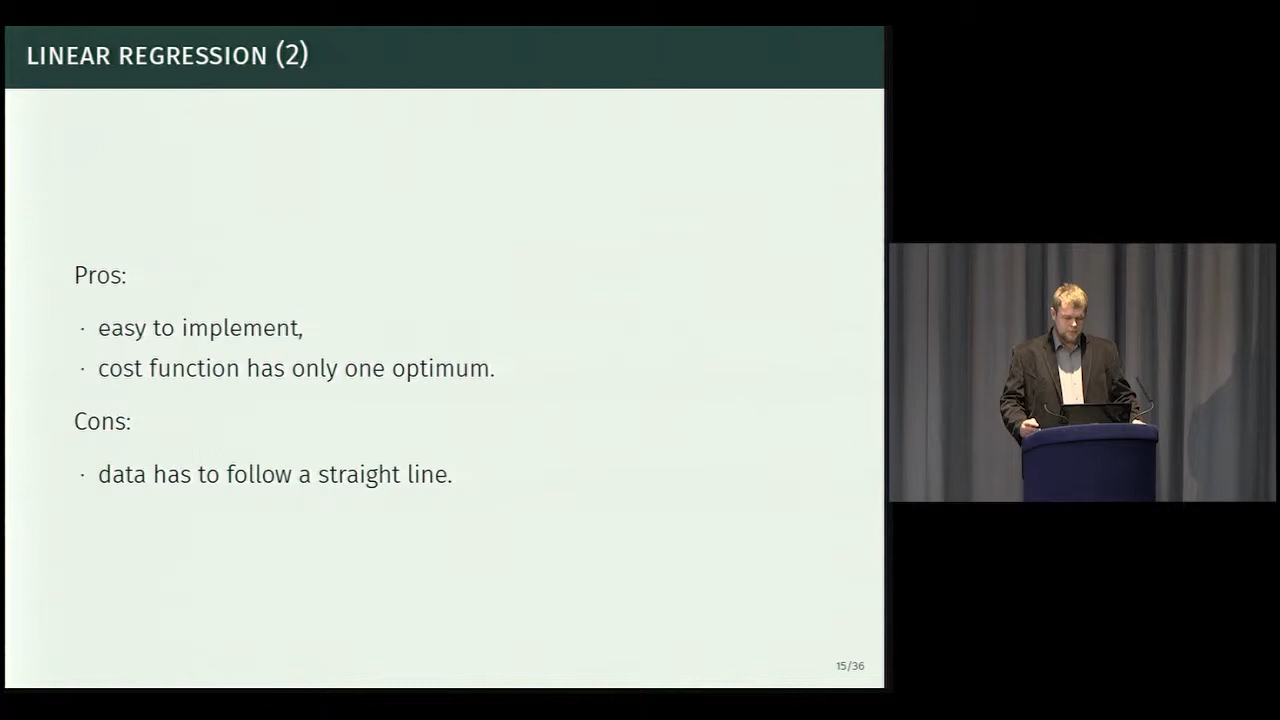 LINEAR REGRESSION (2)
Pros:
· easy to implement,
· cost function has only one optimum.
Cons:
· data has to follow a straight line.
15/36